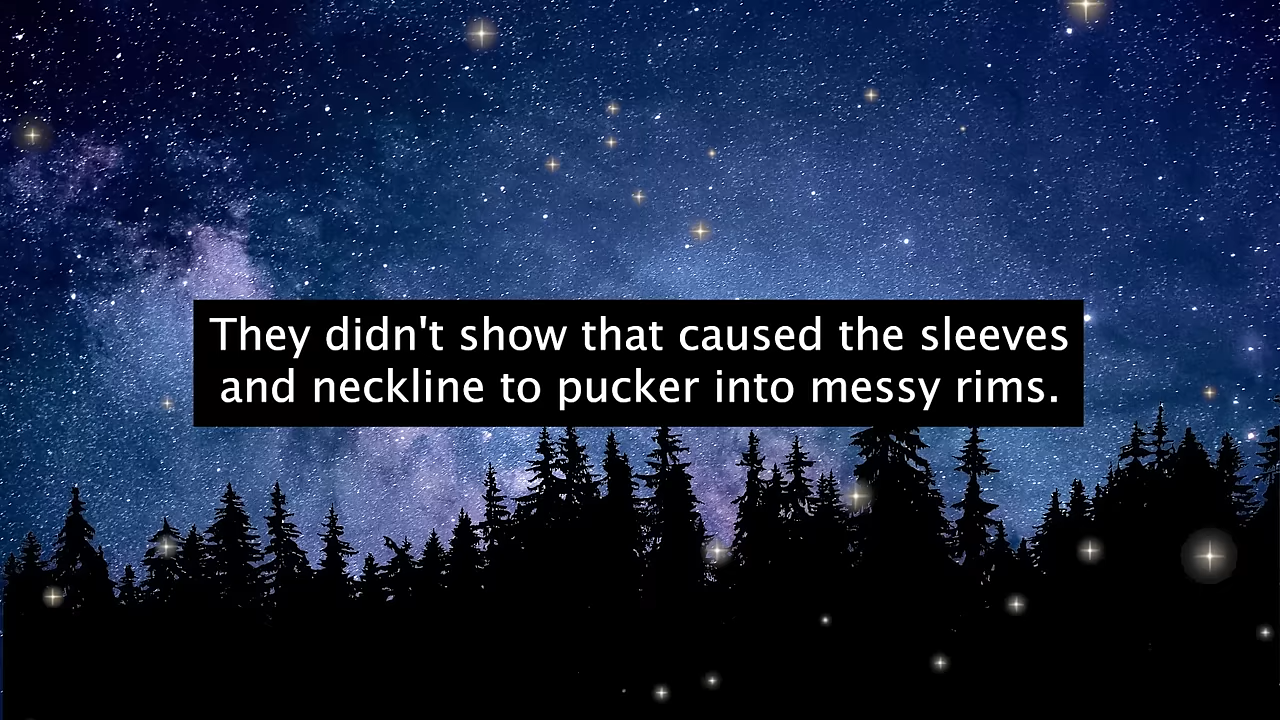 They didn't show that caused the sleeves
and neckline to pucker into messy rims.